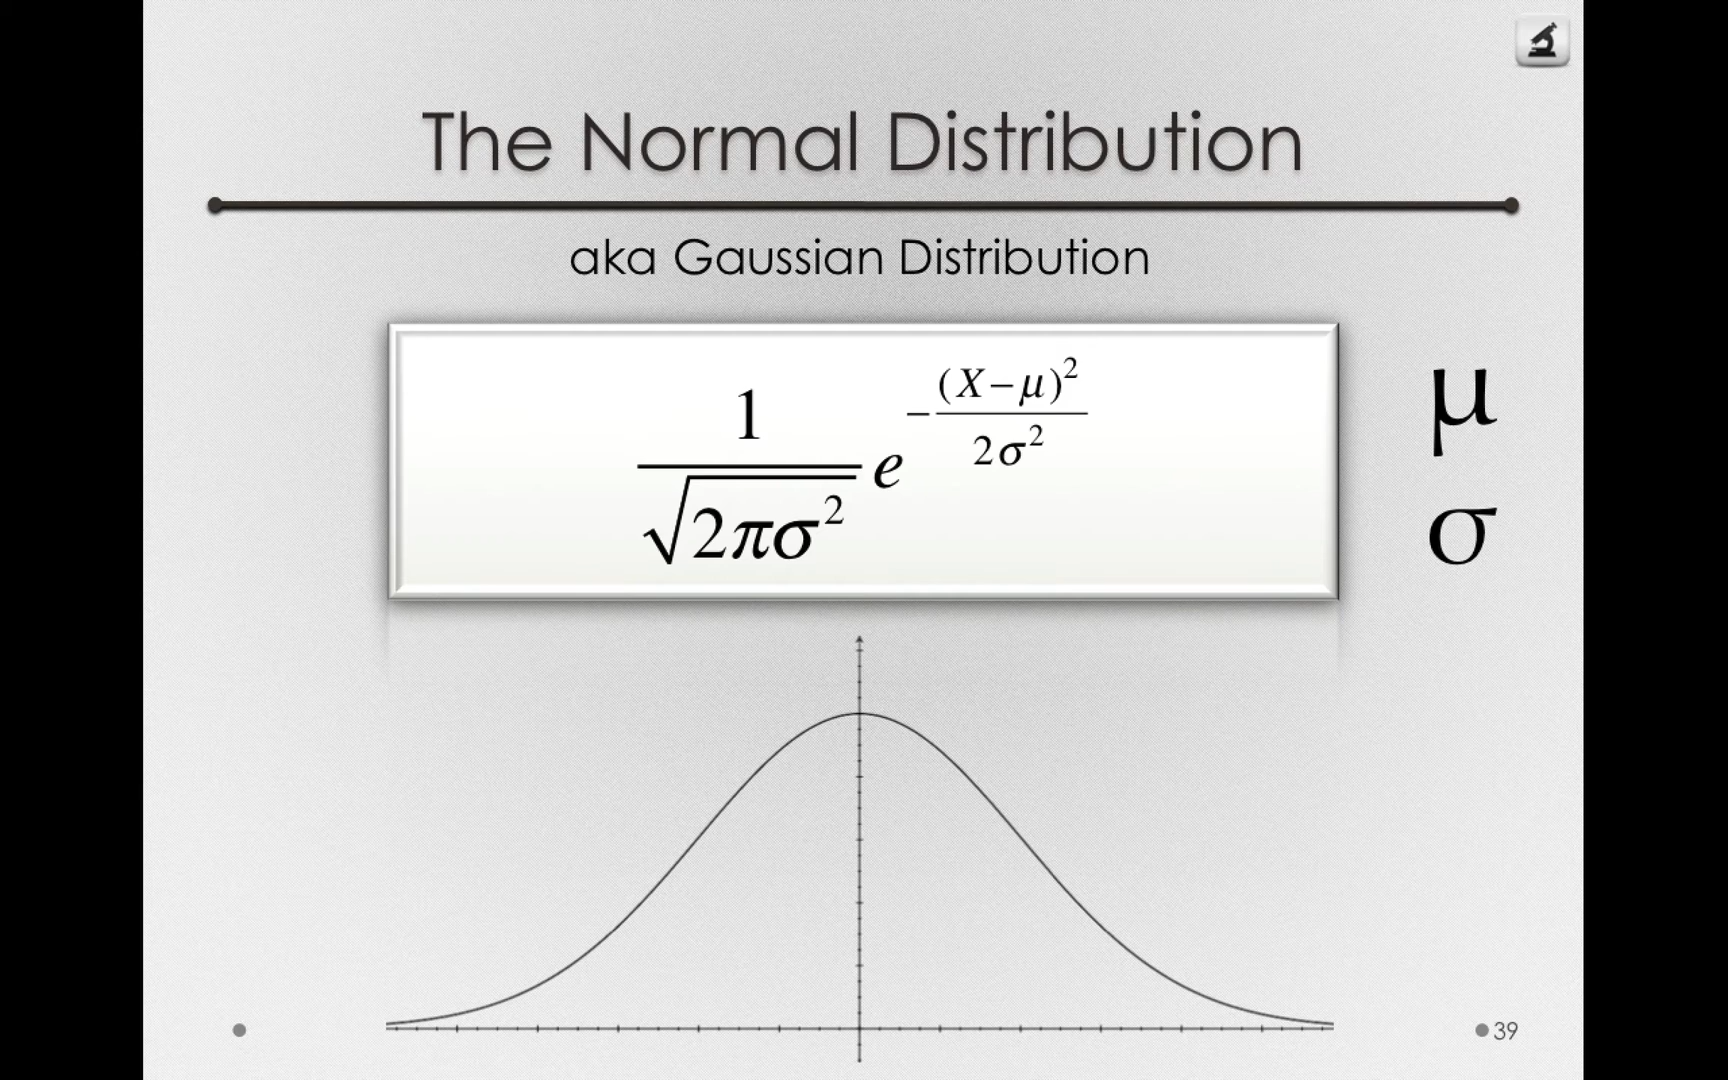 The Normal Distribution
aka Gaussian Distribution
1
√2πσ² e
−(X−μ)²
2σ²
μ
σ
39